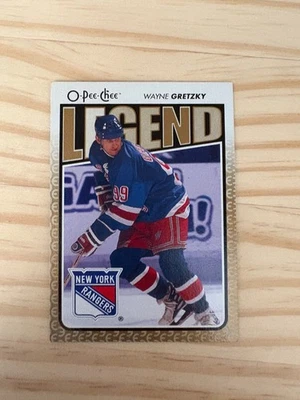 O-Pee-Chee WAYNE GRETZKY
LEGEND
99
NEW YORK
RANGERS
®